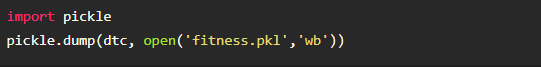 import pickle
pickle.dump(dtc, open('fitness.pkl','wb'))